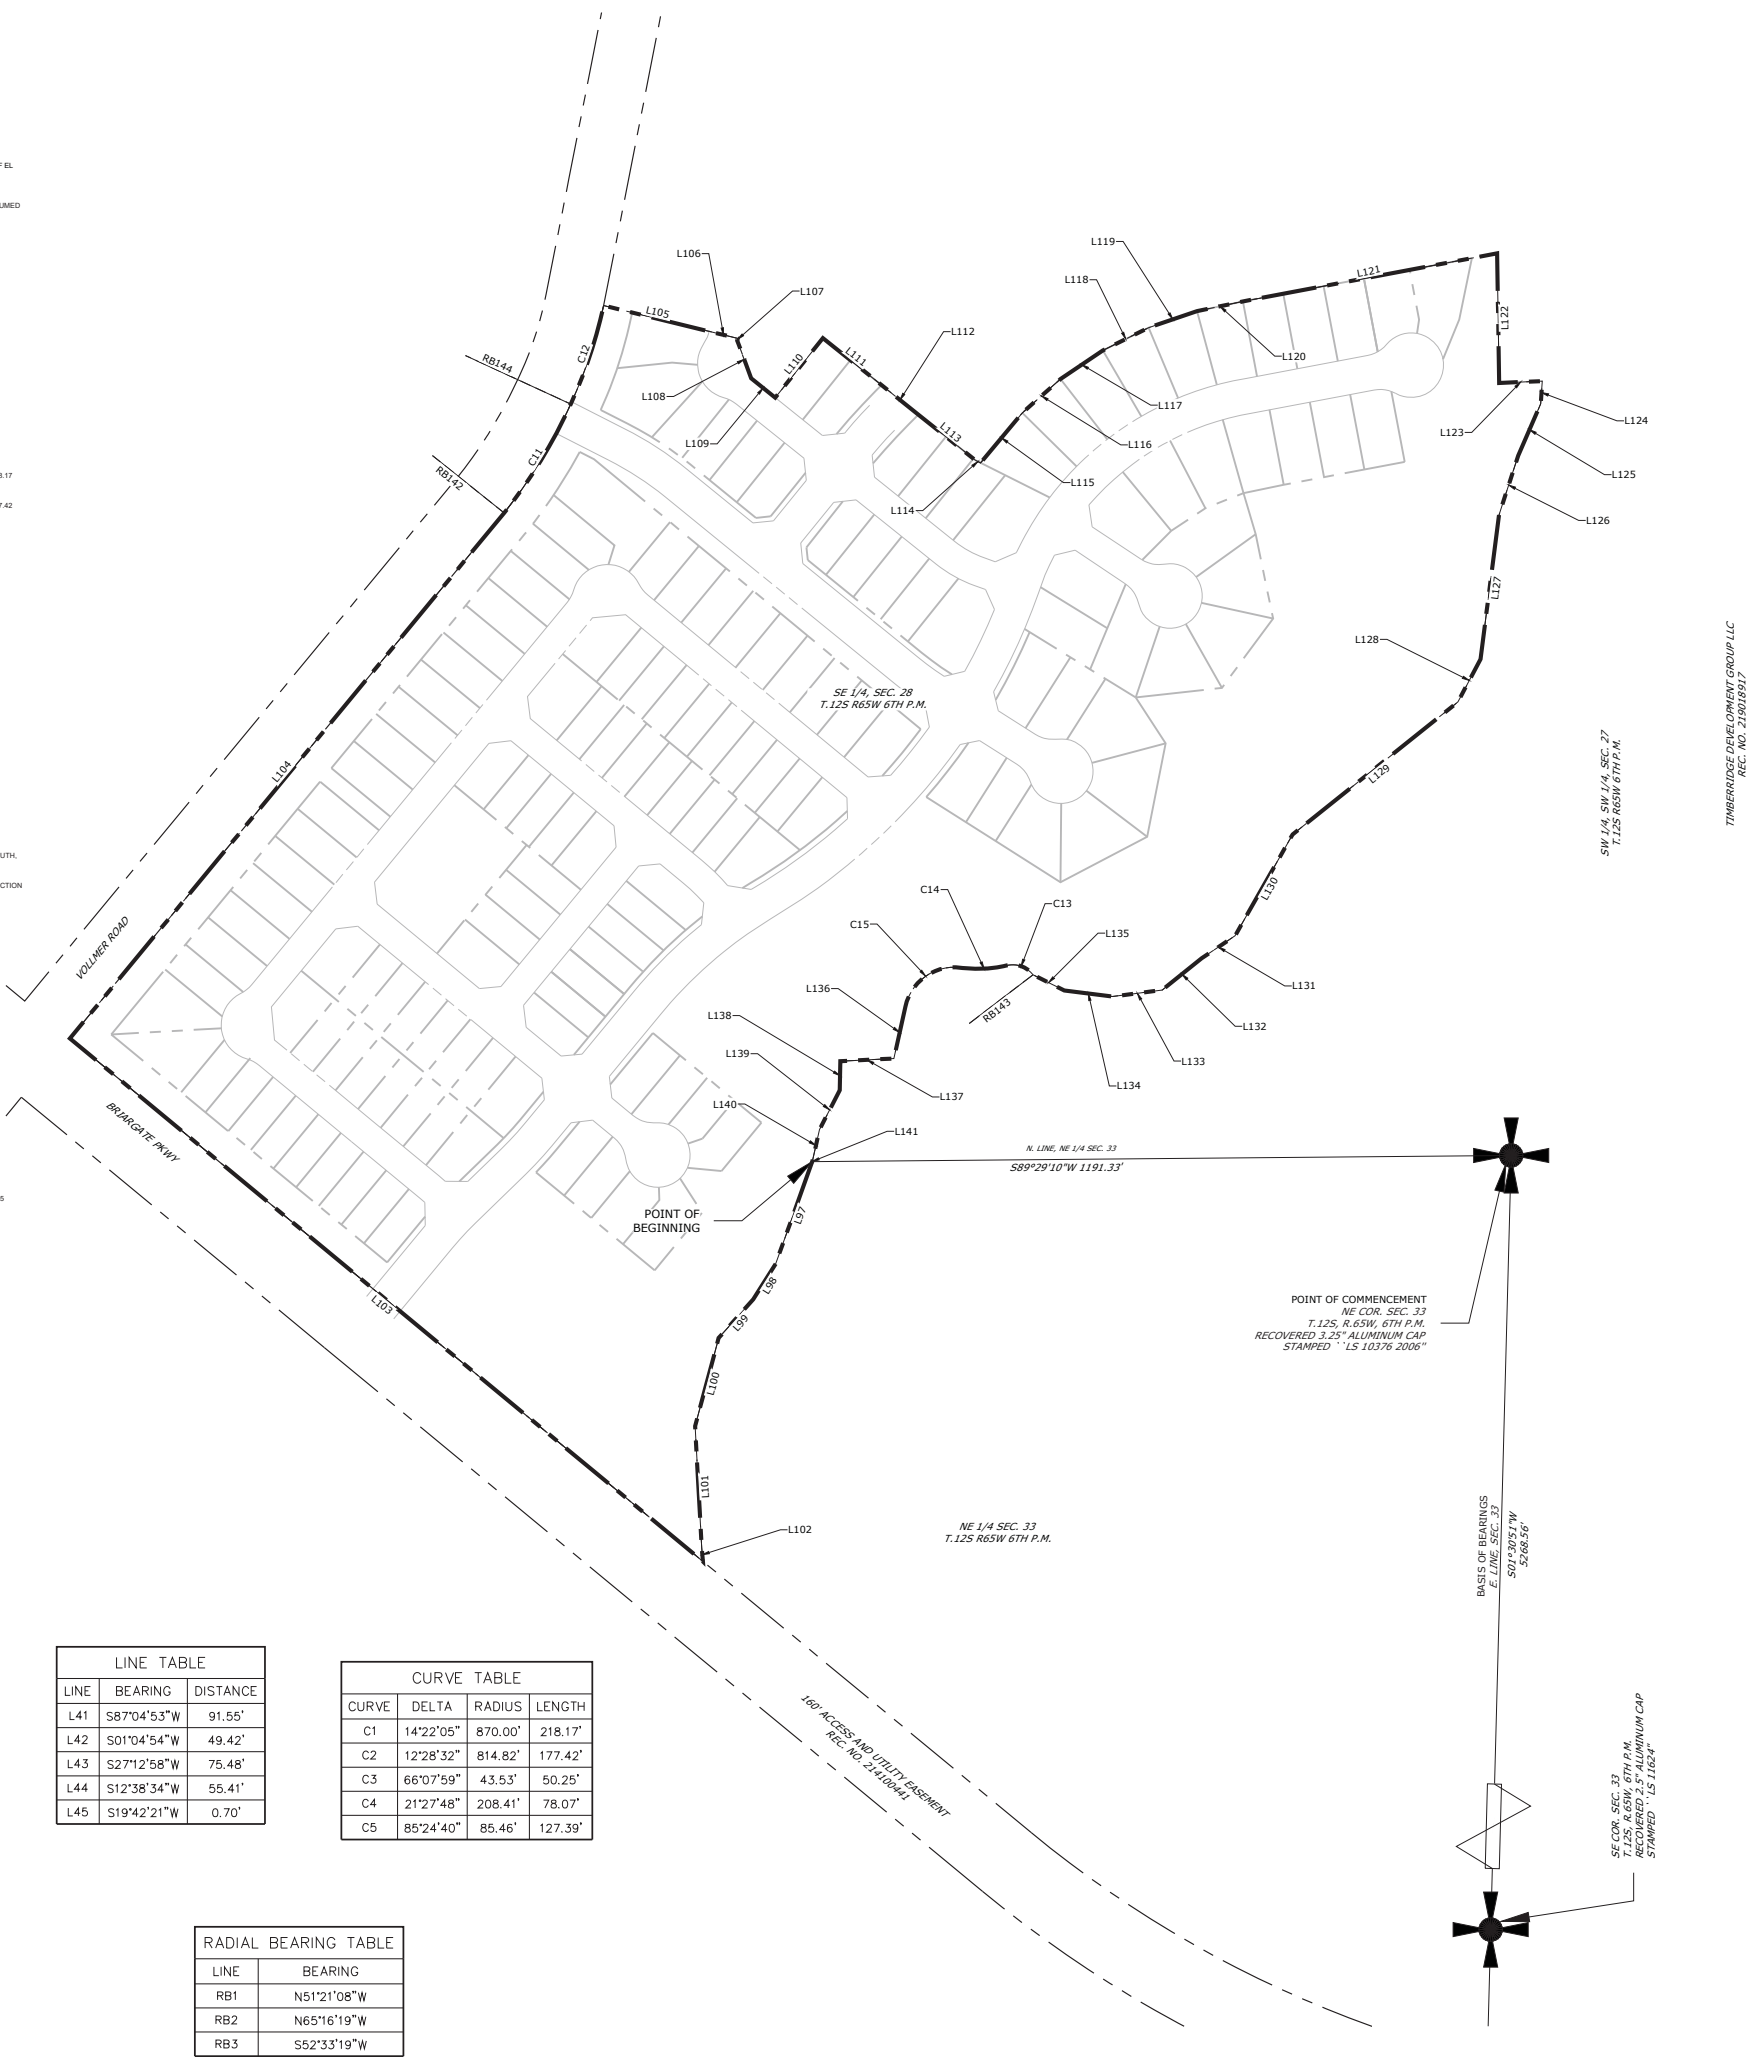 F EL
UMED
3.17
7.42
UTH,
CTION
5
L106
L107
L105
L108
L109
L110
L111
L112
L113
L114
L115
L116
L117
L118
L119
L120
L121
L122
L123
L124
L125
L126
L127
L128
L129
L130
L131
L132
L133
L134
L135
RB143
C13
C14
C15
L136
L137
L138
L139
L140
L141
C12
RB144
C11
RB142
L104
VOLLMER ROAD
BRIARGATE PKWY
L103
SE 1/4, SEC. 28
T.12S R65W 6TH P.M.
SW 1/4, SW 1/4, SEC. 27
T.12S R65W 6TH P.M.
TIMBERRIDGE DEVELOPMENT GROUP LLC
REC. NO. 219018917
N. LINE, NE 1/4 SEC. 33
S89°29'10"W 1191.33'
POINT OF
BEGINNING
L97
L98
L99
L100
L101
L102
POINT OF COMMENCEMENT
NE COR. SEC. 33
T.12S, R.65W, 6TH P.M.
RECOVERED 3.25" ALUMINUM CAP
STAMPED ``LS 10376 2006"
NE 1/4 SEC. 33
T.12S R65W 6TH P.M.
BASIS OF BEARINGS
E. LINE, SEC. 33
S01°30'51"W
5268.56'
160' ACCESS AND UTILITY EASEMENT
REC. NO. 214100441
SE COR. SEC. 33
T.12S, R.65W, 6TH P.M.
RECOVERED 2.5" ALUMINUM CAP
STAMPED ``LS 11624"
LINE TABLE
LINE BEARING DISTANCE
L41 S87°04'53"W 91.55'
L42 S01°04'54"W 49.42'
L43 S27°12'58"W 75.48'
L44 S12°38'34"W 55.41'
L45 S19°42'21"W 0.70'
CURVE TABLE
CURVE DELTA RADIUS LENGTH
C1 14°22'05" 870.00' 218.17'
C2 12°28'32" 814.82' 177.42'
C3 66°07'59" 43.53' 50.25'
C4 21°27'48" 208.41' 78.07'
C5 85°24'40" 85.46' 127.39'
RADIAL BEARING TABLE
LINE BEARING
RB1 N51°21'08"W
RB2 N65°16'19"W
RB3 S52°33'19"W